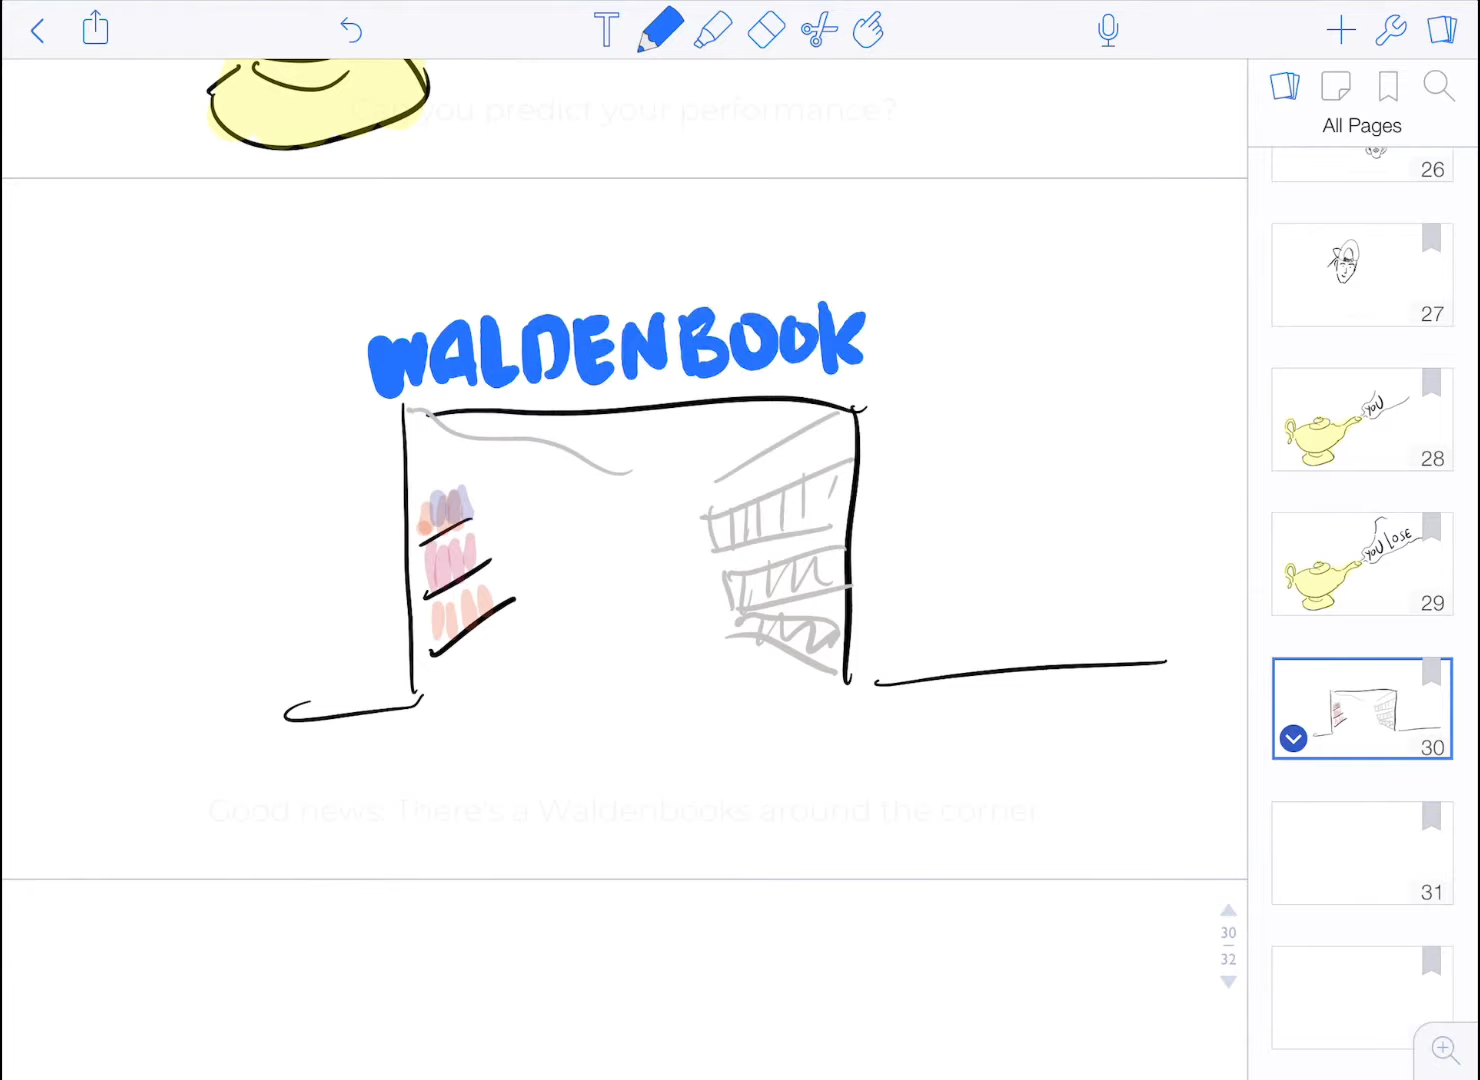 T
All Pages
Can you predict your performance?
26
27
WALDENBOOK
YOU
28
YOU LOSE
29
30
Good news: There's a Waldenbooks around the corner
31
30
32